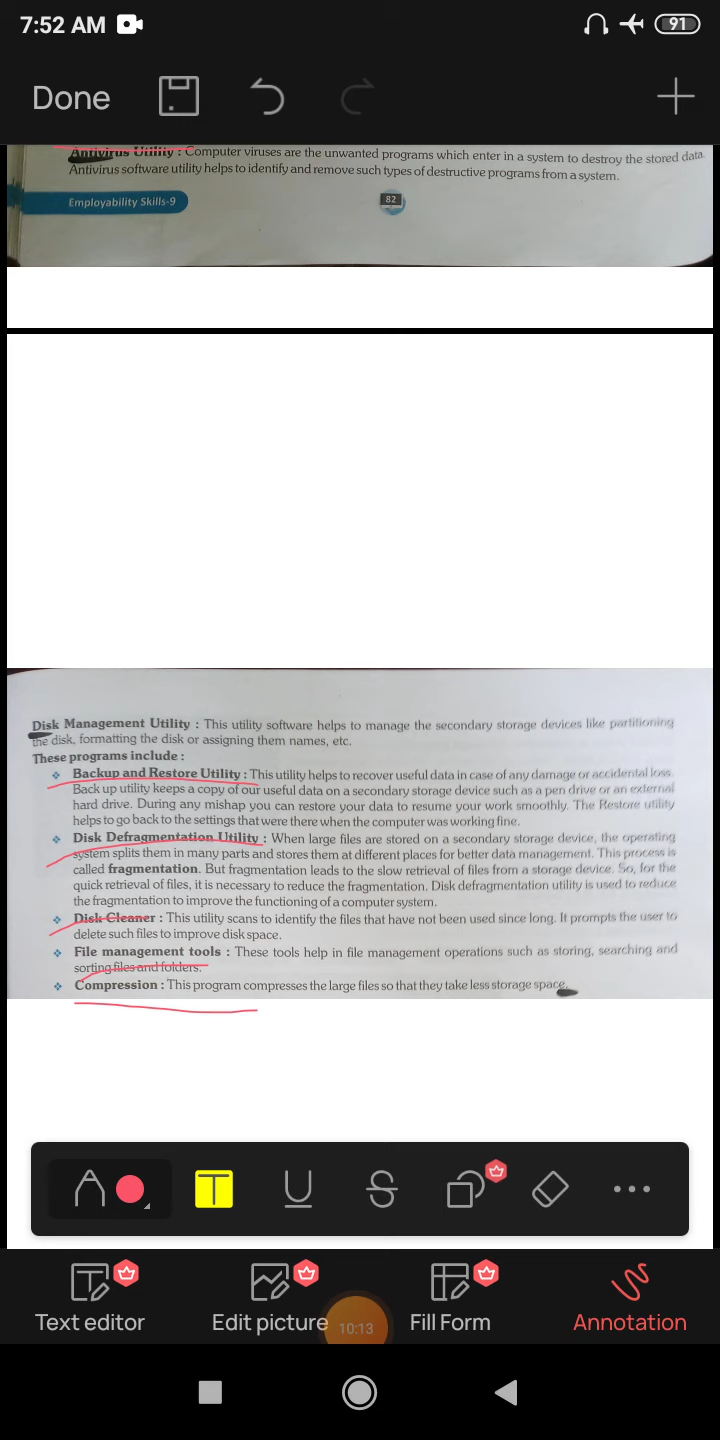 7:52 AM
91
Done
Antivirus Utility : Computer viruses are the unwanted programs which enter in a system to destroy the stored data.
Antivirus software utility helps to identify and remove such types of destructive programs from a system.
Employability Skills-9
82
Disk Management Utility : This utility software helps to manage the secondary storage devices like partitioning
the disk, formatting the disk or assigning them names, etc.
These programs include :
❖ Backup and Restore Utility : This utility helps to recover useful data in case of any damage or accidental loss.
Back up utility keeps a copy of our useful data on a secondary storage device such as a pen drive or an external
hard drive. During any mishap you can restore your data to resume your work smoothly. The Restore utility
helps to go back to the settings that were there when the computer was working fine.
❖ Disk Defragmentation Utility : When large files are stored on a secondary storage device, the operating
system splits them in many parts and stores them at different places for better data management. This process is
called fragmentation. But fragmentation leads to the slow retrieval of files from a storage device. So, for the
quick retrieval of files, it is necessary to reduce the fragmentation. Disk defragmentation utility is used to reduce
the fragmentation to improve the functioning of a computer system.
❖ Disk Cleaner : This utility scans to identify the files that have not been used since long. It prompts the user to
delete such files to improve disk space.
❖ File management tools : These tools help in file management operations such as storing, searching and
sorting files and folders.
❖ Compression : This program compresses the large files so that they take less storage space.
Text editor
Edit picture
10:13
Fill Form
Annotation